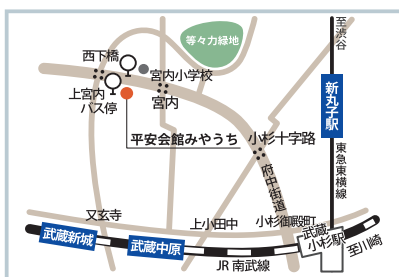 至渋谷
等々力緑地
西下橋
宮内小学校
新丸子駅
上宮内
バス停
宮内
平安会館みやうち
小杉十字路
東急東横線
府中街道
又玄寺
上小田中
小杉御殿町
武蔵新城
武蔵中原
武蔵
小杉駅
至川崎
JR 南武線